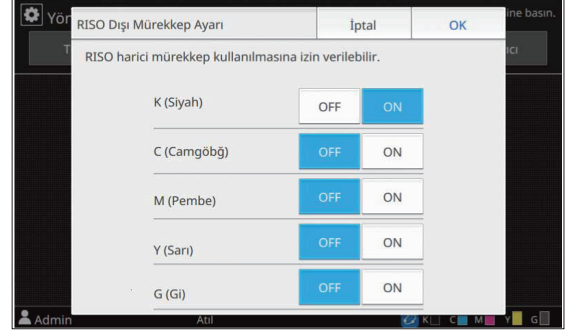 Yön
ine basın.
RISO Dışı Mürekkep Ayarı
İptal
OK
T
ıcı
RISO harici mürekkep kullanılmasına izin verilebilir.
K (Siyah)
OFF
ON
C (Camgöbğ)
OFF
ON
M (Pembe)
OFF
ON
Y (Sarı)
OFF
ON
G (Gi)
OFF
ON
Admin
Atıl
K C M Y G